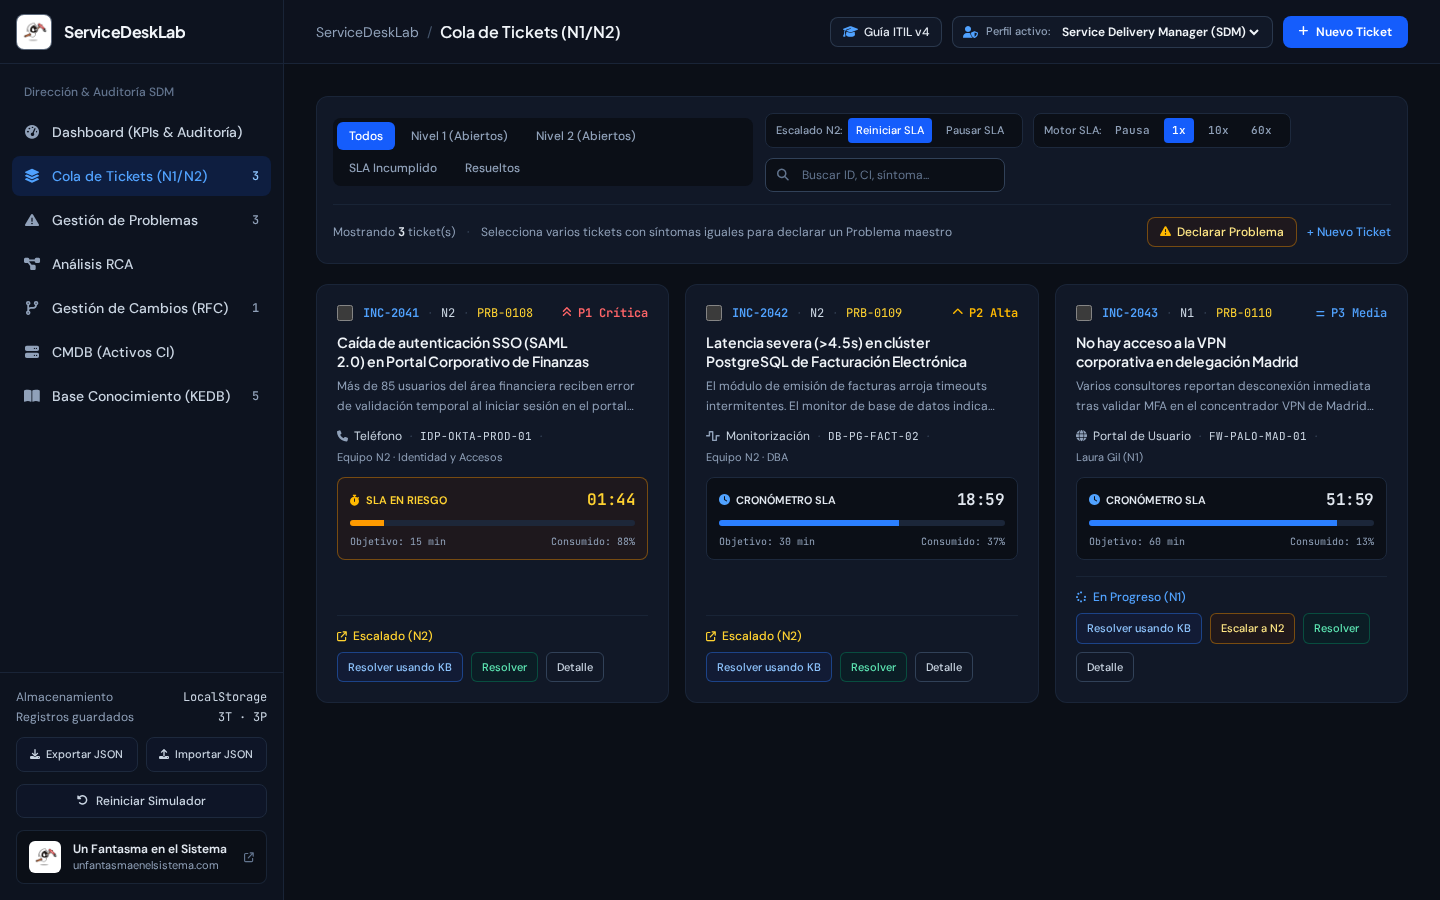 ServiceDeskLab
ServiceDeskLab / Cola de Tickets (N1/N2)
Guía ITIL v4
Perfil activo: Service Delivery Manager (SDM)
+ Nuevo Ticket
Dirección & Auditoría SDM
Dashboard (KPIs & Auditoría)
Cola de Tickets (N1/N2) 3
Gestión de Problemas 3
Análisis RCA
Gestión de Cambios (RFC) 1
CMDB (Activos CI)
Base Conocimiento (KEDB) 5
Almacenamiento LocalStorage
Registros guardados 3T · 3P
Exportar JSON
Importar JSON
Reiniciar Simulador
Un Fantasma en el Sistema
unfantasmaenelsistema.com
Todos
Nivel 1 (Abiertos)
Nivel 2 (Abiertos)
SLA Incumplido
Resueltos
Escalado N2: Reiniciar SLA Pausar SLA
Motor SLA: Pausa 1x 10x 60x
Buscar ID, CI, síntoma...
Mostrando 3 ticket(s) · Selecciona varios tickets con síntomas iguales para declarar un Problema maestro
Declarar Problema
+ Nuevo Ticket
INC-2041 · N2 · PRB-0108 P1 Crítica
Caída de autenticación SSO (SAML
2.0) en Portal Corporativo de Finanzas
Más de 85 usuarios del área financiera reciben error
de validación temporal al iniciar sesión en el portal...
Teléfono · IDP-OKTA-PROD-01 ·
Equipo N2 · Identidad y Accesos
SLA EN RIESGO 01:44
Objetivo: 15 min Consumido: 88%
Escalado (N2)
Resolver usando KB
Resolver
Detalle
INC-2042 · N2 · PRB-0109 P2 Alta
Latencia severa (>4.5s) en clúster
PostgreSQL de Facturación Electrónica
El módulo de emisión de facturas arroja timeouts
intermitentes. El monitor de base de datos indica...
Monitorización · DB-PG-FACT-02 ·
Equipo N2 · DBA
CRONÓMETRO SLA 18:59
Objetivo: 30 min Consumido: 37%
Escalado (N2)
Resolver usando KB
Resolver
Detalle
INC-2043 · N1 · PRB-0110 P3 Media
No hay acceso a la VPN
corporativa en delegación Madrid
Varios consultores reportan desconexión inmediata
tras validar MFA en el concentrador VPN de Madrid...
Portal de Usuario · FW-PALO-MAD-01 ·
Laura Gil (N1)
CRONÓMETRO SLA 51:59
Objetivo: 60 min Consumido: 13%
En Progreso (N1)
Resolver usando KB
Escalar a N2
Resolver
Detalle